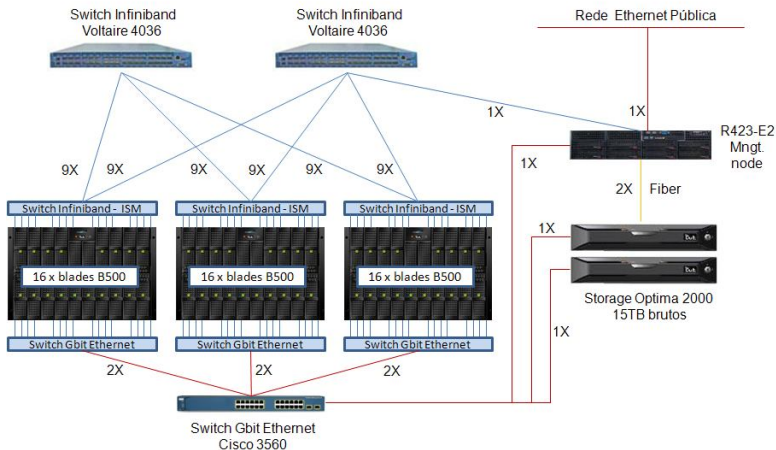 Switch Infiniband
Voltaire 4036
Switch Infiniband
Voltaire 4036
Rede Ethernet Pública
1X
1X
R423-E2
Mngt.
node
9X
9X
9X
9X
9X
9X
1X
2X
Fiber
Switch Infiniband - ISM
Switch Infiniband - ISM
Switch Infiniband - ISM
1X
16 x blades B500
16 x blades B500
16 x blades B500
Storage Optima 2000
15TB brutos
1X
Switch Gbit Ethernet
Switch Gbit Ethernet
Switch Gbit Ethernet
2X
2X
2X
Switch Gbit Ethernet
Cisco 3560